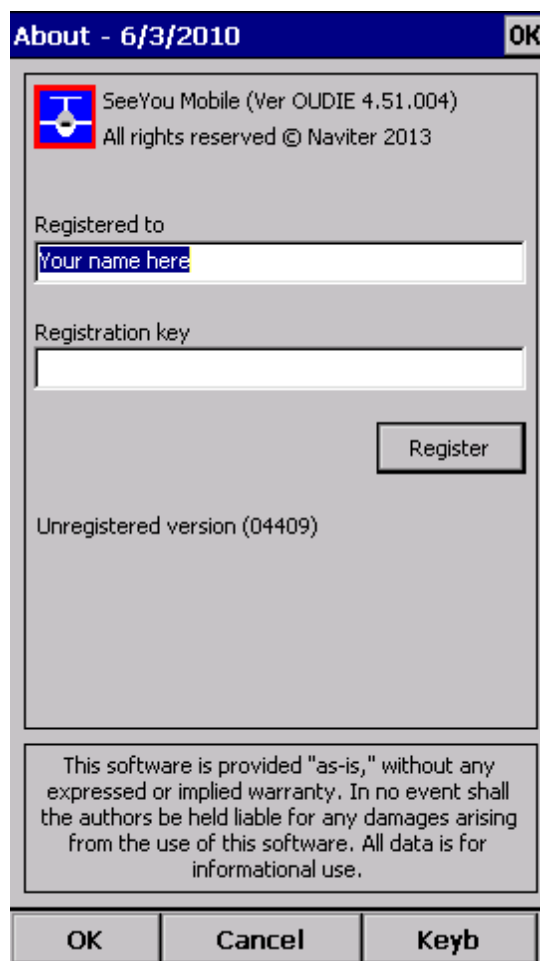 About - 6/3/2010 OK
SeeYou Mobile (Ver OUDIE 4.51.004)
All rights reserved © Naviter 2013
Registered to
Your name here
Registration key
Register
Unregistered version (04409)
This software is provided "as-is," without any
expressed or implied warranty. In no event shall
the authors be held liable for any damages arising
from the use of this software. All data is for
informational use.
OK Cancel Keyb